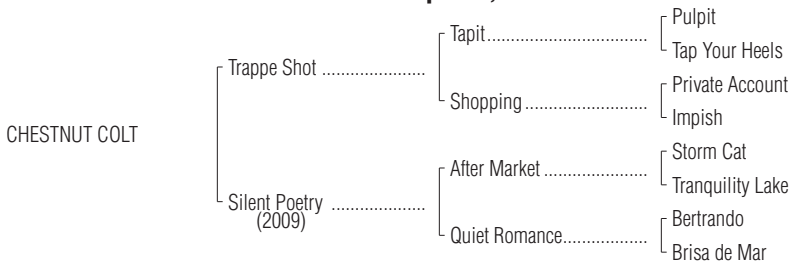 Pulpit
Tapit................................
Tap Your Heels
Trappe Shot .....................
Private Account
Shopping.........................
Impish
CHESTNUT COLT
Storm Cat
After Market .....................
Tranquility Lake
Silent Poetry ...................
(2009)
Bertrando
Quiet Romance.................
Brisa de Mar